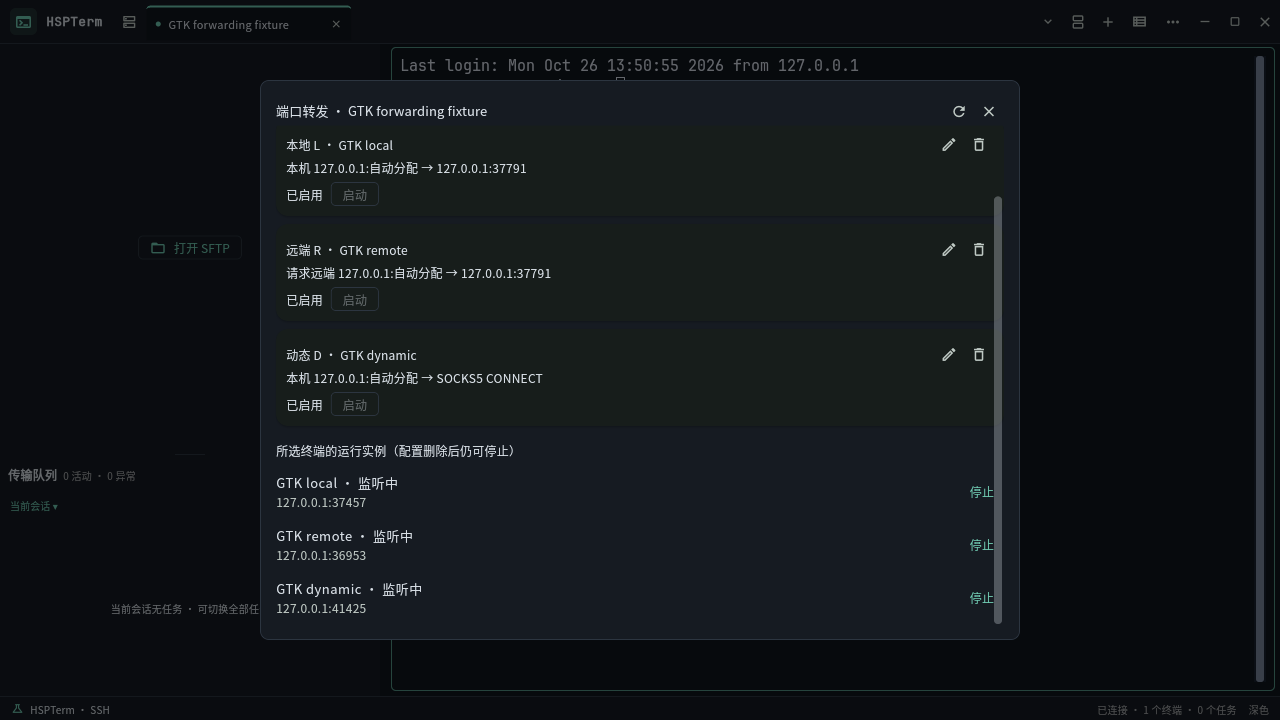 HSPTerm
GTK forwarding fixture
Last login: Mon Oct 26 13:50:55 2026 from 127.0.0.1
端口转发 · GTK forwarding fixture
本地 L · GTK local
本机 127.0.0.1:自动分配 → 127.0.0.1:37791
已启用 启动
远端 R · GTK remote
请求远端 127.0.0.1:自动分配 → 127.0.0.1:37791
已启用 启动
动态 D · GTK dynamic
本机 127.0.0.1:自动分配 → SOCKS5 CONNECT
已启用 启动
所选终端的运行实例（配置删除后仍可停止）
GTK local · 监听中
127.0.0.1:37457
停止
GTK remote · 监听中
127.0.0.1:36953
停止
GTK dynamic · 监听中
127.0.0.1:41425
停止
打开 SFTP
传输队列 0 活动 · 0 异常
当前会话 ▾
当前会话无任务 · 可切换全部任
HSPTerm · SSH
已连接 · 1 个终端 · 0 个任务 深色